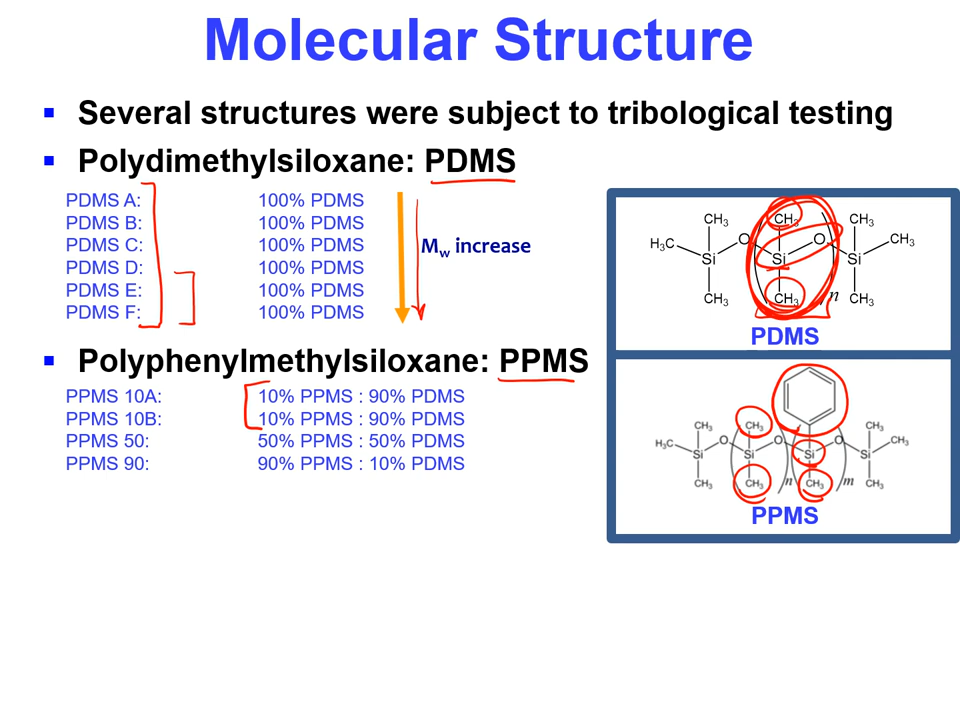 Molecular Structure
▪ Several structures were subject to tribological testing
▪ Polydimethylsiloxane: PDMS
PDMS A: 100% PDMS
PDMS B: 100% PDMS
PDMS C: 100% PDMS
PDMS D: 100% PDMS
PDMS E: 100% PDMS
PDMS F: 100% PDMS
Mw increase
▪ Polyphenylmethylsiloxane: PPMS
PPMS 10A: 10% PPMS : 90% PDMS
PPMS 10B: 10% PPMS : 90% PDMS
PPMS 50: 50% PPMS : 50% PDMS
PPMS 90: 90% PPMS : 10% PDMS
CH3 CH3 CH3
H3C O O CH3
Si Si Si
CH3 CH3 n CH3
PDMS
CH3 CH3 CH3
H3C O O O CH3
Si Si Si Si
CH3 CH3 n CH3 m CH3
PPMS